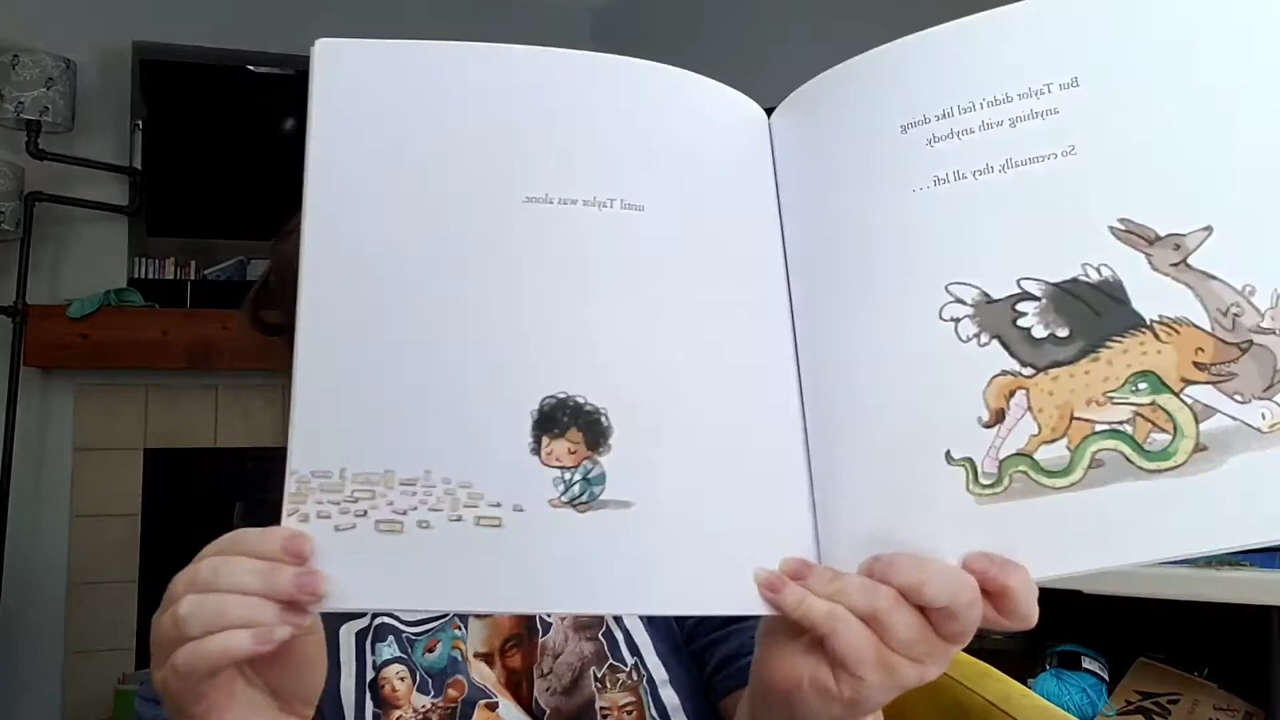 But Taylor didn't feel like doing
anything with anybody.
So eventually, they all left . . .
until Taylor was alone.